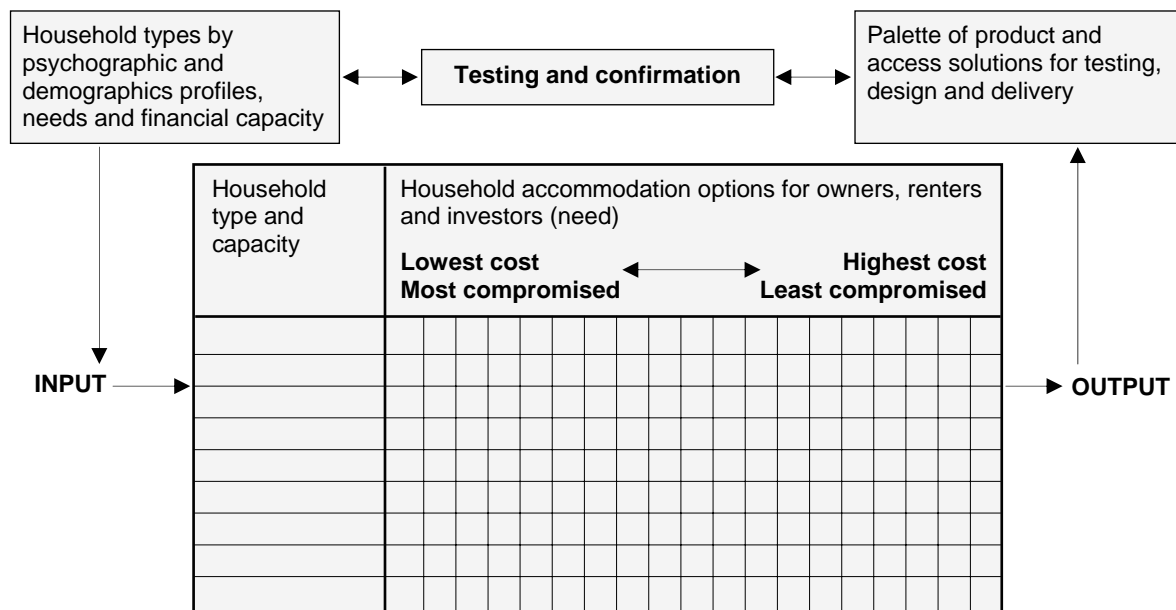 Household types by
psychographic and
demographics profiles,
needs and financial capacity
Testing and confirmation
Palette of product and
access solutions for testing,
design and delivery
Household
type and
capacity
Household accommodation options for owners, renters
and investors (need)
Lowest cost
Most compromised
Highest cost
Least compromised
INPUT
OUTPUT